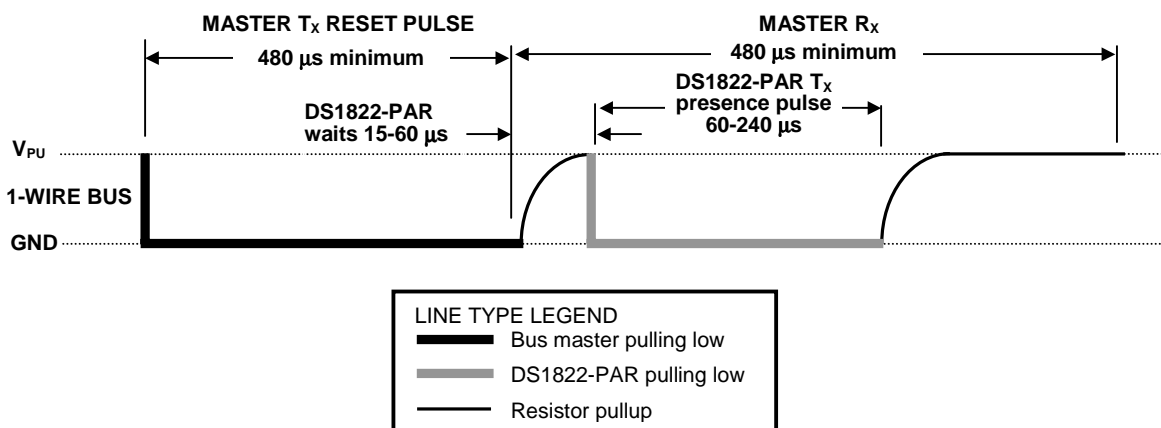 MASTER TX RESET PULSE
480 µs minimum
MASTER RX
480 µs minimum
DS1822-PAR TX
presence pulse
60-240 µs
DS1822-PAR
waits 15-60 µs
VPU
1-WIRE BUS
GND
LINE TYPE LEGEND
Bus master pulling low
DS1822-PAR pulling low
Resistor pullup